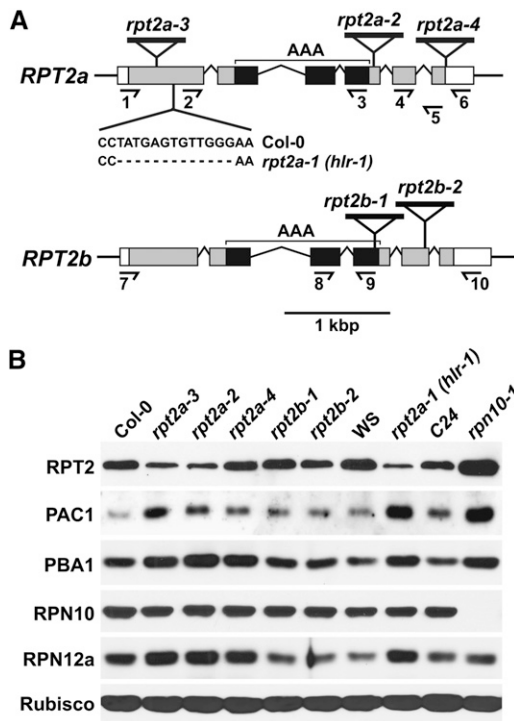 A
rpt2a-3
rpt2a-2
rpt2a-4
AAA
RPT2a
1
2
3
4
5
6
CCTATGAGTGTTGGGAA Col-0
CC-------------AA rpt2a-1 (hlr-1)
rpt2b-1
rpt2b-2
AAA
RPT2b
7
8
9
10
1 kbp
B
Col-0
rpt2a-3
rpt2a-2
rpt2a-4
rpt2b-1
rpt2b-2
WS
rpt2a-1 (hlr-1)
C24
rpn10-1
RPT2
PAC1
PBA1
RPN10
RPN12a
Rubisco